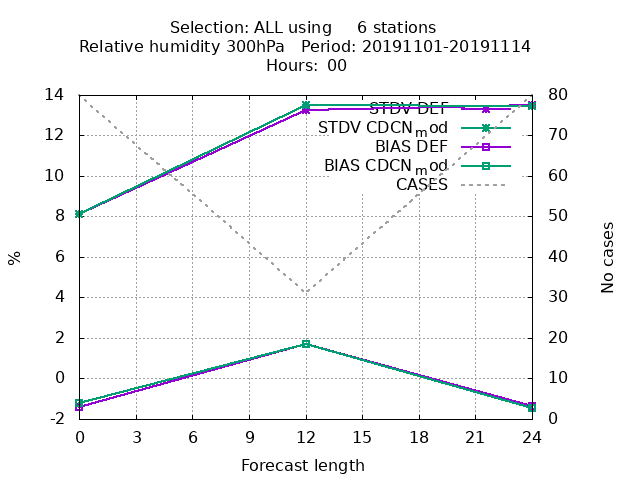 Selection: ALL using     6 stations
Relative humidity 300hPa   Period: 20191101-20191114
Hours:  00
14
12
10
8
6
4
2
0
-2
%
80
70
60
50
40
30
20
10
0
No cases
STDV DEF
STDV CDCN_mod
BIAS DEF
BIAS CDCN_mod
CASES
0 3 6 9 12 15 18 21 24
Forecast length